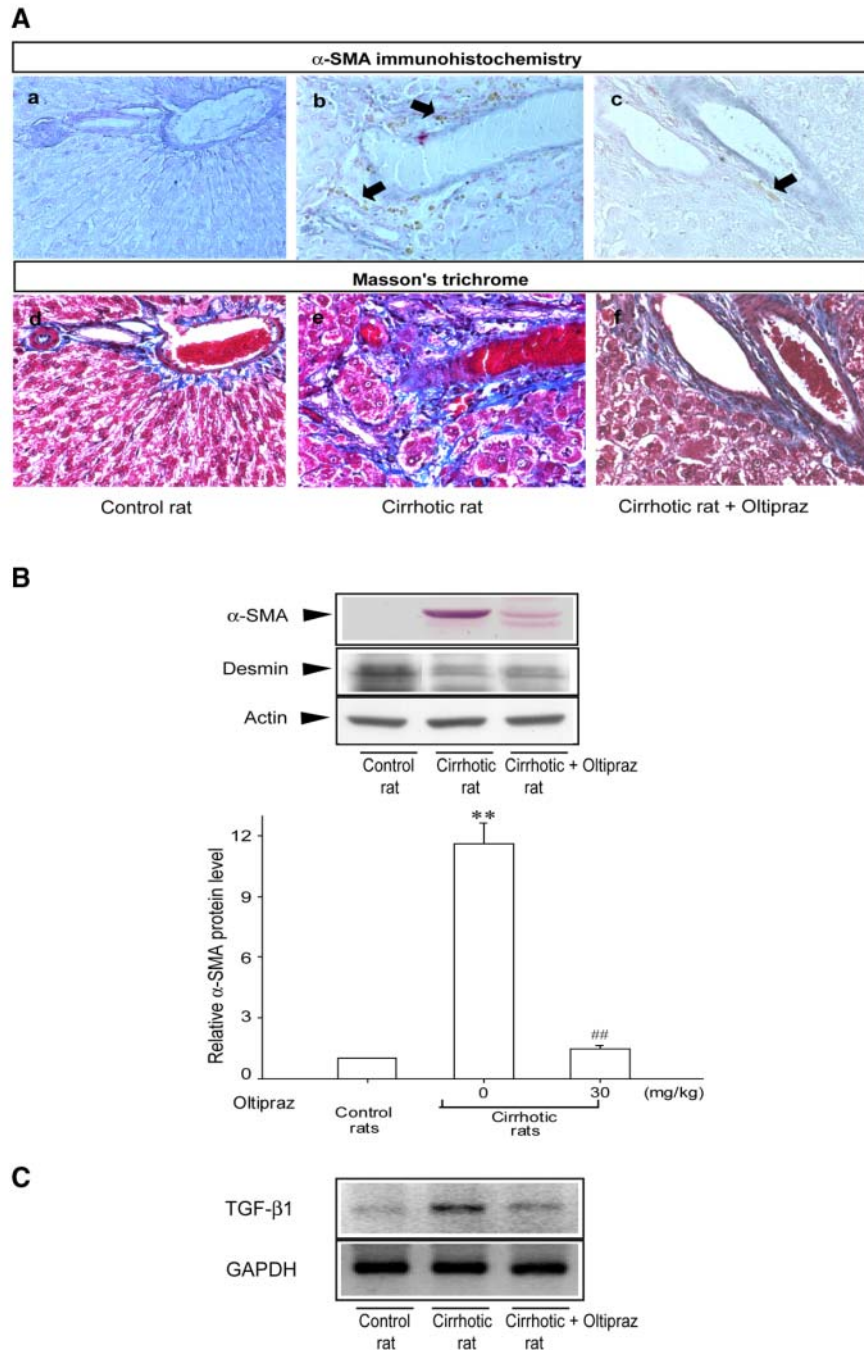 A
α-SMA immunohistochemistry
a
b
c
Masson's trichrome
d
e
f
Control rat
Cirrhotic rat
Cirrhotic rat + Oltipraz
B
α-SMA
Desmin
Actin
Control rat
Cirrhotic rat
Cirrhotic + Oltipraz rat
Relative α-SMA protein level
12
9
6
3
0
**
##
Oltipraz
0
30
(mg/kg)
Control rats
Cirrhotic rats
C
TGF-β1
GAPDH
Control rat
Cirrhotic rat
Cirrhotic + Oltipraz rat